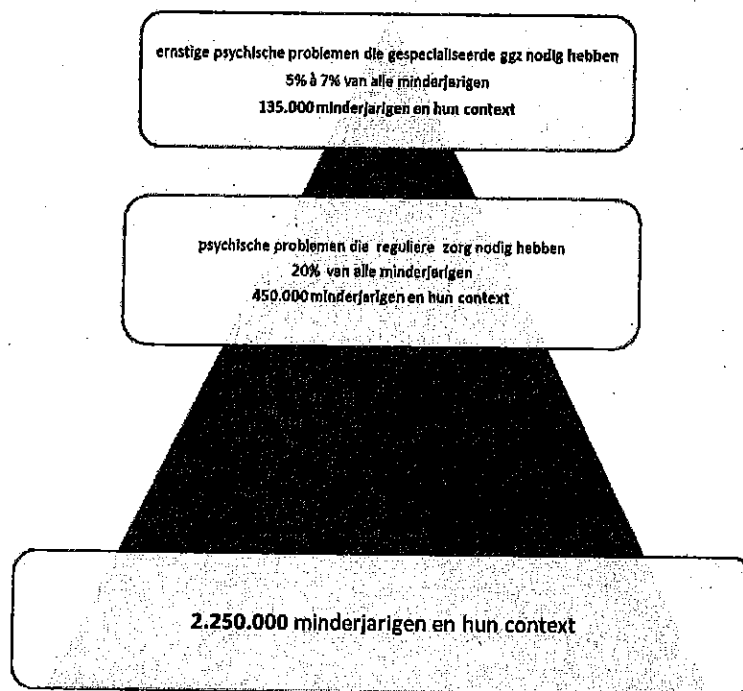 ernstige psychische problemen die gespecialiseerde ggz nodig hebben
5% à 7% van alle minderjarigen
135.000 minderjarigen en hun context
psychische problemen die reguliere zorg nodig hebben
20% van alle minderjarigen
450.000 minderjarigen en hun context
2.250.000 minderjarigen en hun context